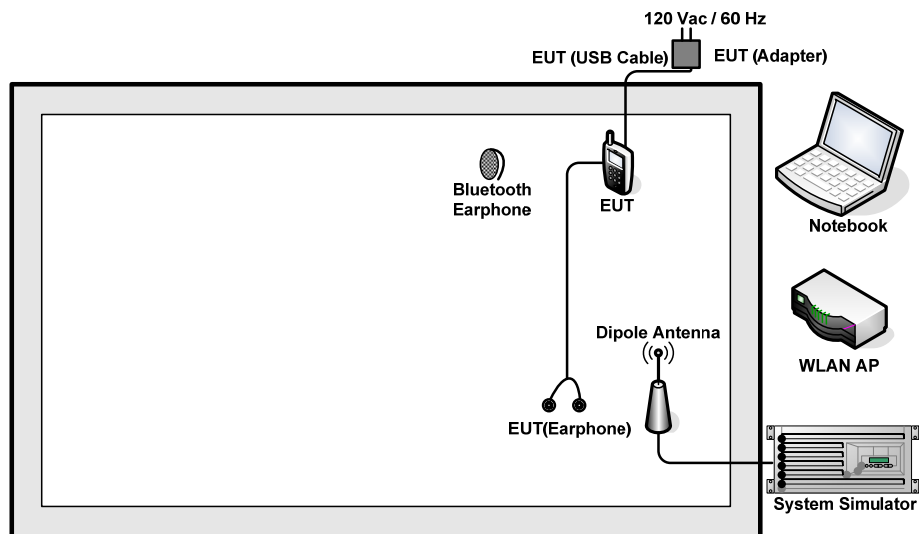 120 Vac / 60 Hz
EUT (USB Cable)
EUT (Adapter)
Bluetooth
Earphone
EUT
Notebook
Dipole Antenna
WLAN AP
EUT(Earphone)
System Simulator